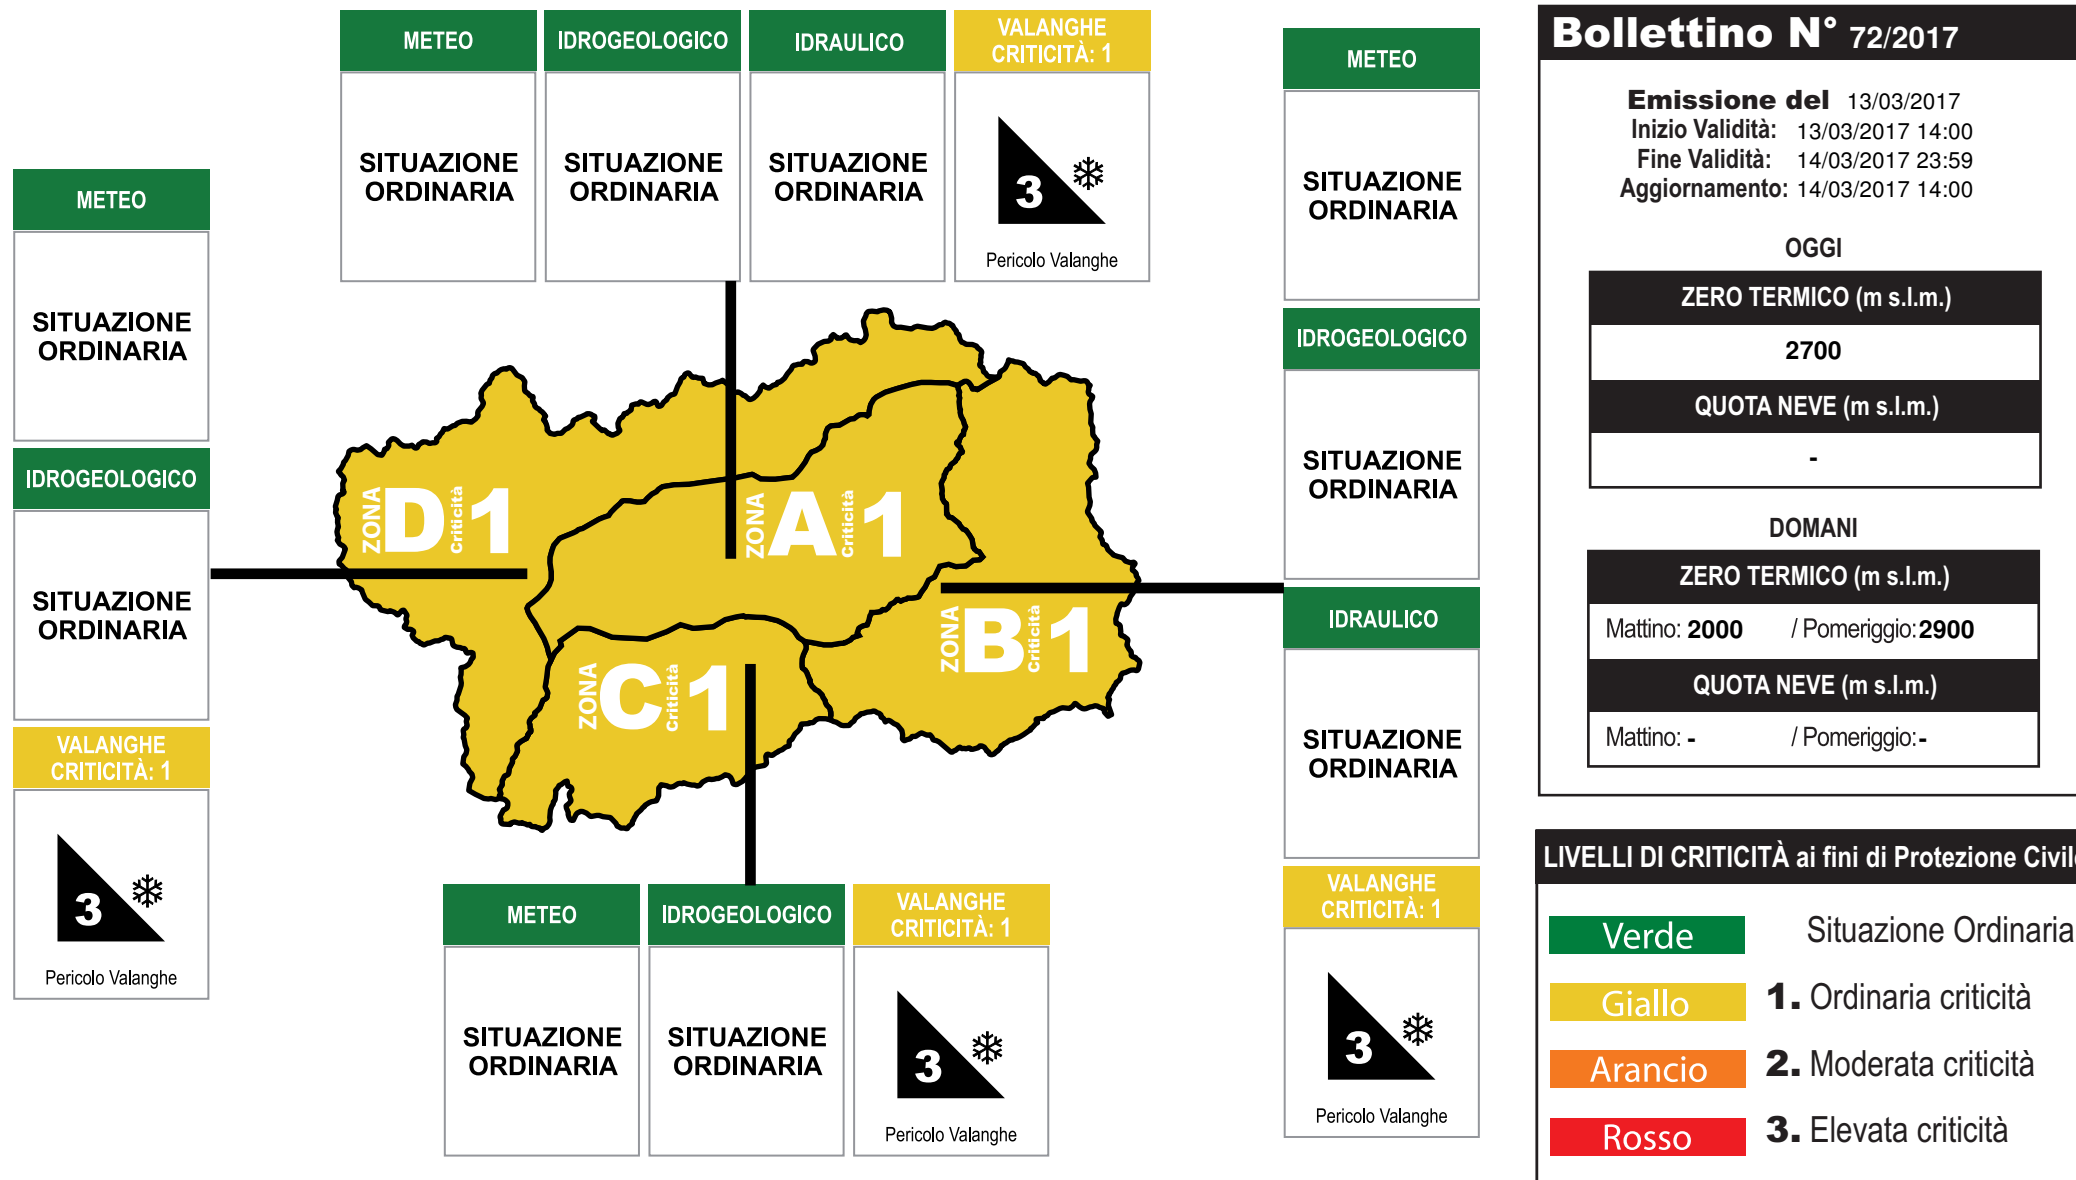 METEO
SITUAZIONE
ORDINARIA
IDROGEOLOGICO
SITUAZIONE
ORDINARIA
IDRAULICO
SITUAZIONE
ORDINARIA
VALANGHE
CRITICITÀ: 1
3
Pericolo Valanghe
METEO
SITUAZIONE
ORDINARIA
IDROGEOLOGICO
SITUAZIONE
ORDINARIA
VALANGHE
CRITICITÀ: 1
3
Pericolo Valanghe
ZONA D Criticità 1
ZONA A Criticità 1
ZONA B Criticità 1
ZONA C Criticità 1
METEO
SITUAZIONE
ORDINARIA
IDROGEOLOGICO
SITUAZIONE
ORDINARIA
VALANGHE
CRITICITÀ: 1
3
Pericolo Valanghe
METEO
SITUAZIONE
ORDINARIA
IDROGEOLOGICO
SITUAZIONE
ORDINARIA
IDRAULICO
SITUAZIONE
ORDINARIA
VALANGHE
CRITICITÀ: 1
3
Pericolo Valanghe
Bollettino N° 72/2017
Emissione del 13/03/2017
Inizio Validità: 13/03/2017 14:00
Fine Validità: 14/03/2017 23:59
Aggiornamento: 14/03/2017 14:00
OGGI
ZERO TERMICO (m s.l.m.)
2700
QUOTA NEVE (m s.l.m.)
-
DOMANI
ZERO TERMICO (m s.l.m.)
Mattino: 2000 / Pomeriggio: 2900
QUOTA NEVE (m s.l.m.)
Mattino: - / Pomeriggio: -
LIVELLI DI CRITICITÀ ai fini di Protezione Civile
Verde Situazione Ordinaria
Giallo 1. Ordinaria criticità
Arancio 2. Moderata criticità
Rosso 3. Elevata criticità